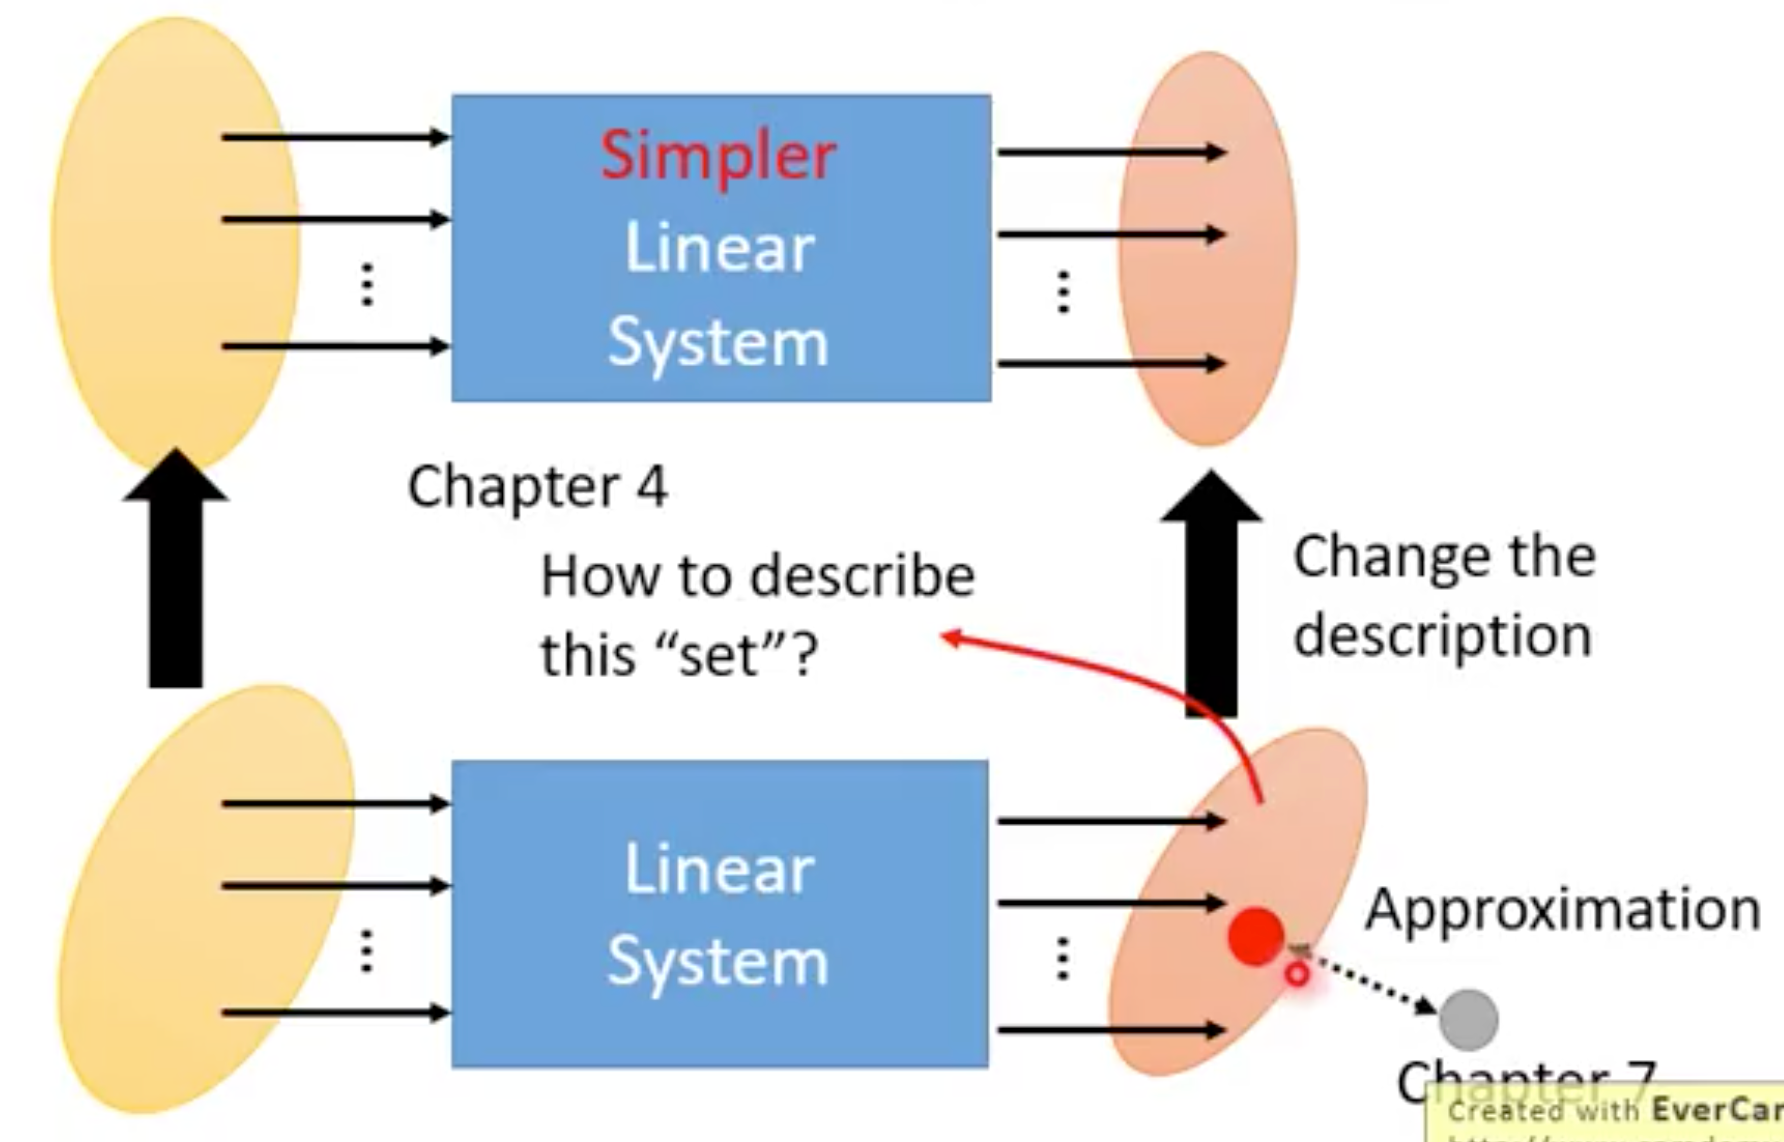 Simpler
Linear
System
Chapter 4
How to describe
this “set”?
Change the
description
Linear
System
Approximation
Chapter 7
Created with